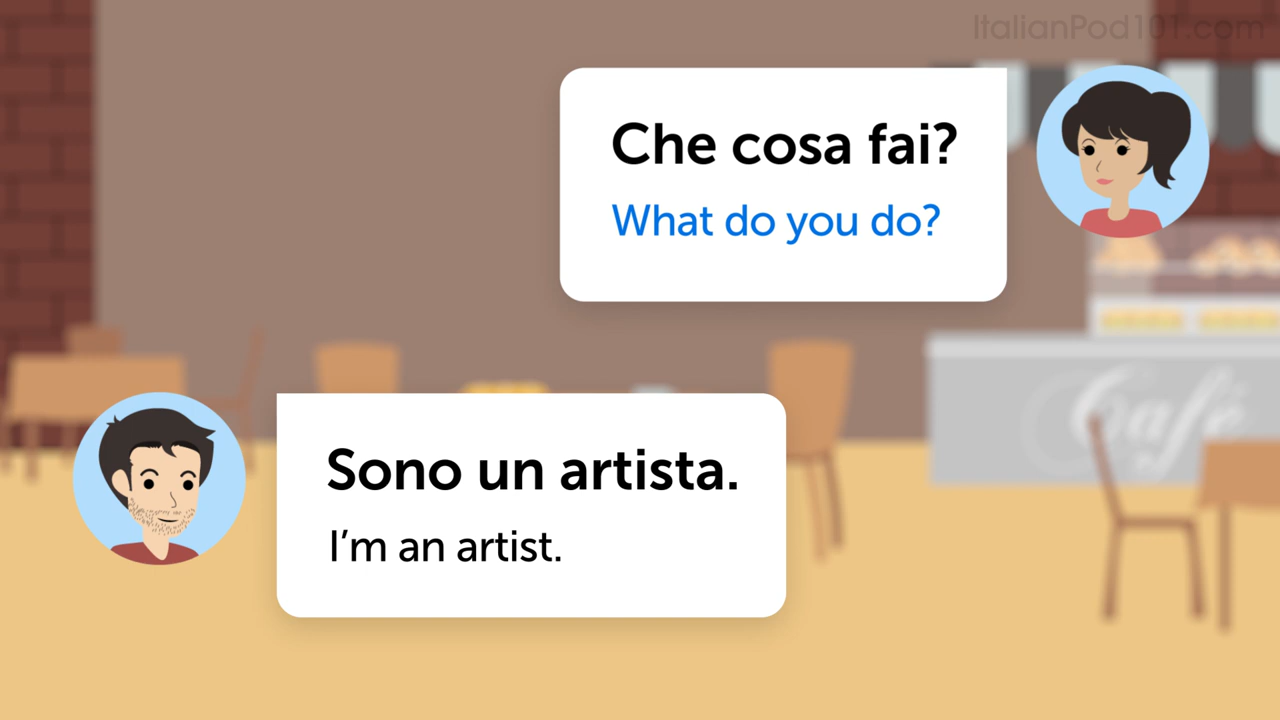 ItalianPod101.com
Che cosa fai?
What do you do?
Sono un artista.
I'm an artist.
Café